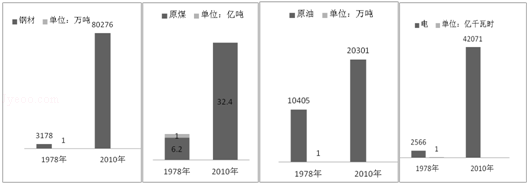 钢材 单位：万吨
80276
3178
1
1978年 2010年
原煤 单位：亿吨
1
6.2
32.4
1978年 2010年
原油 单位：万吨
20301
10405
1
1978年 2010年
电 单位：亿千瓦时
42071
2566
1
1978年 2010年